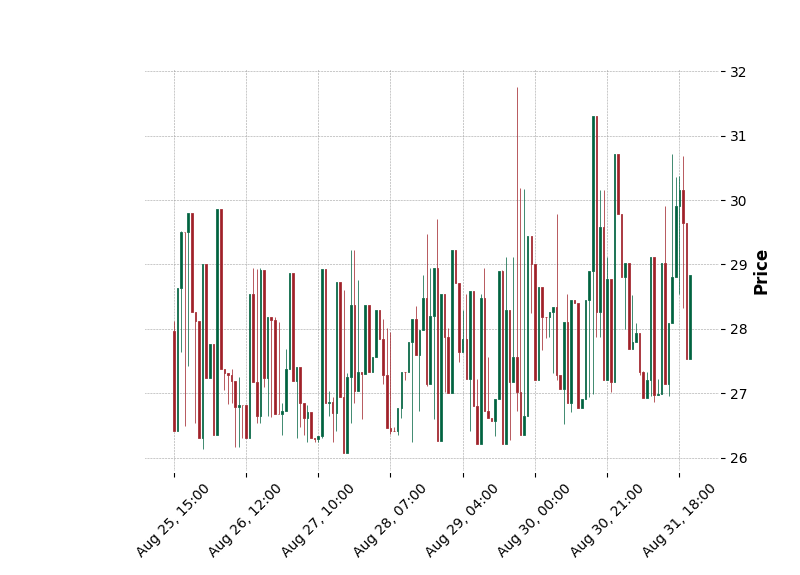 32
31
30
29
28
27
26
Price
Aug 25, 15:00
Aug 26, 12:00
Aug 27, 10:00
Aug 28, 07:00
Aug 29, 04:00
Aug 30, 00:00
Aug 30, 21:00
Aug 31, 18:00